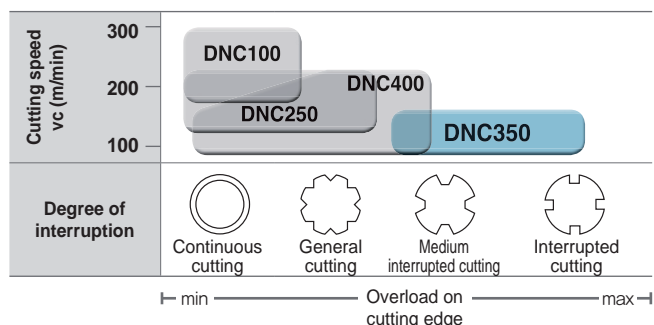 Cutting speed
vc (m/min)
300
200
100
DNC100
DNC400
DNC250
DNC350
Degree of
interruption
Continuous
cutting
General
cutting
Medium
interrupted cutting
Interrupted
cutting
min
Overload on
cutting edge
max